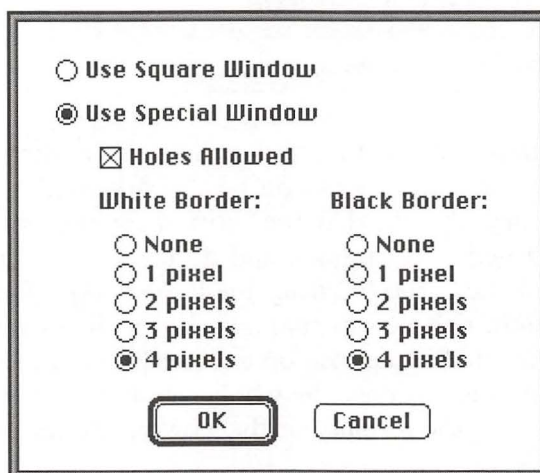 Use Square Window
Use Special Window
Holes Allowed
White Border: Black Border:
None None
1 pixel 1 pixel
2 pixels 2 pixels
3 pixels 3 pixels
4 pixels 4 pixels
OK Cancel